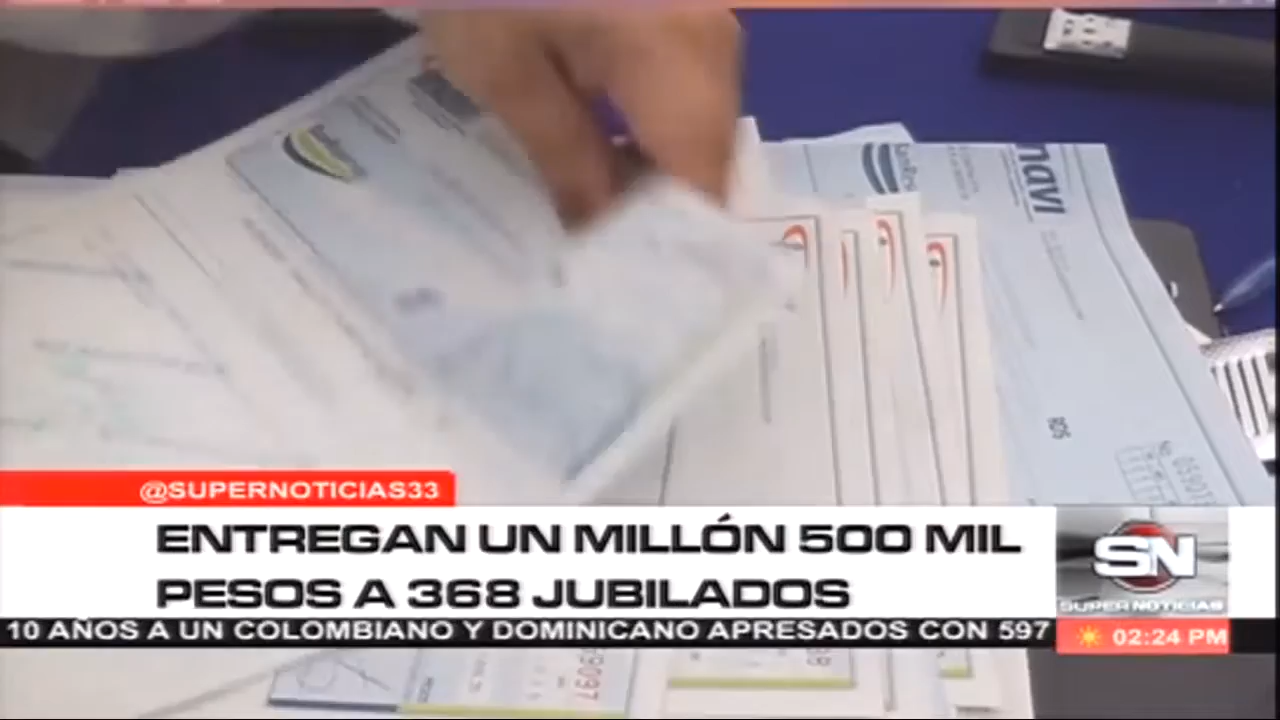 @SUPERNOTICIAS33
ENTREGAN UN MILLÓN 500 MIL
PESOS A 368 JUBILADOS
SN
SUPER NOTICIAS
10 AÑOS A UN COLOMBIANO Y DOMINICANO APRESADOS CON 597
02:24 PM